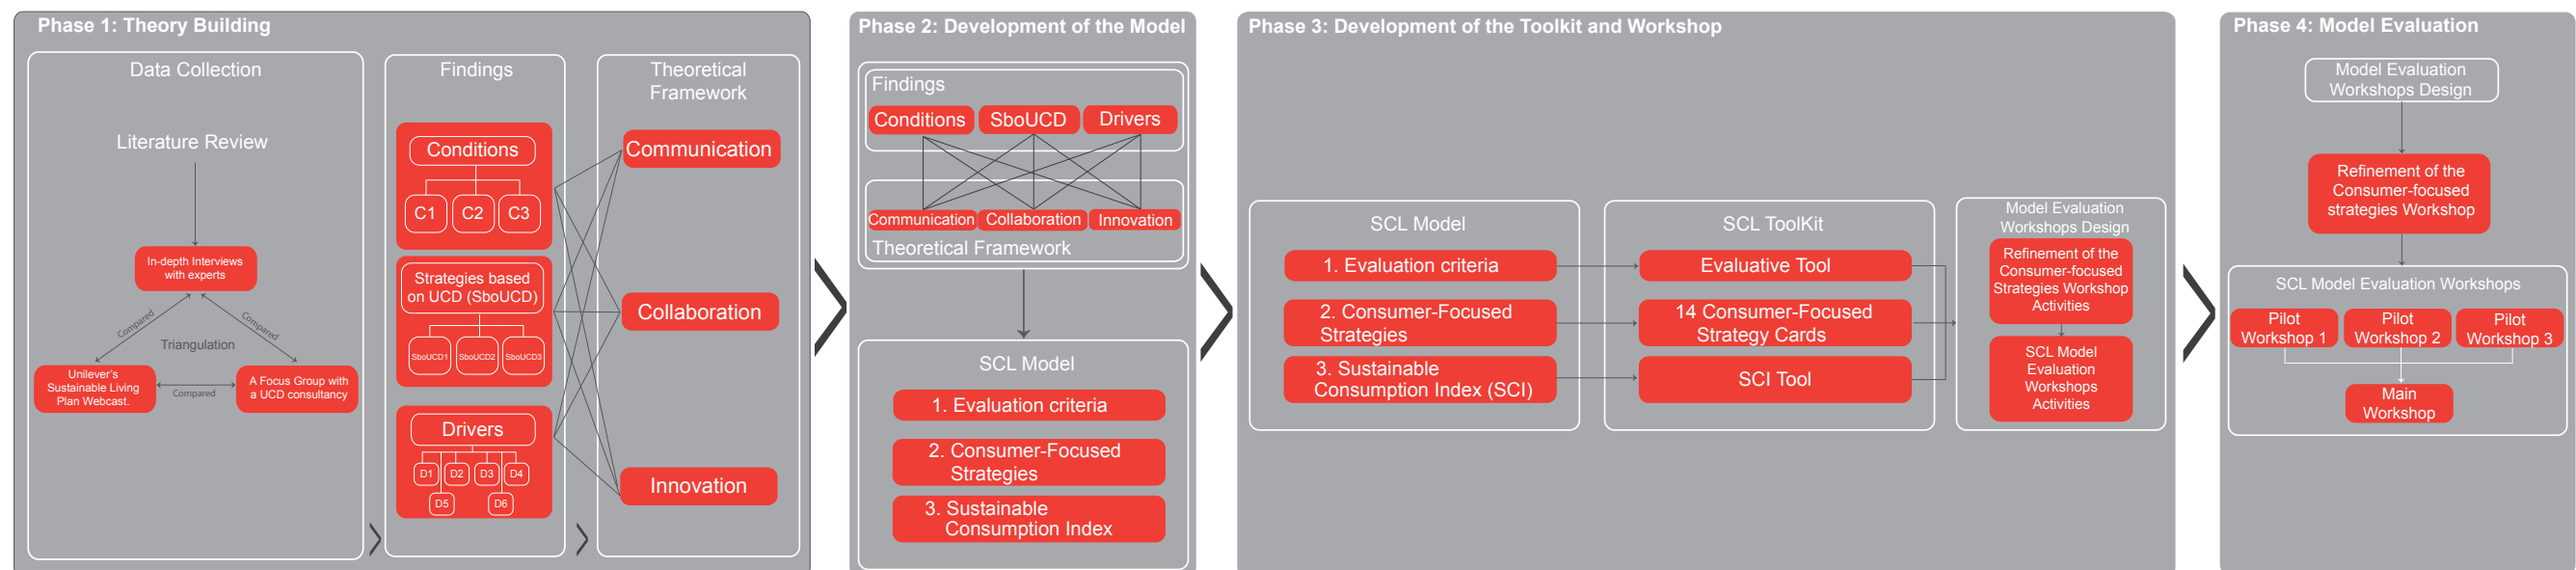 Phase 1: Theory Building
Data Collection
Literature Review
In-depth Interviews
with experts
Compared
Compared
Triangulation
Unilever's
Sustainable Living
Plan Webcast.
Compared
A Focus Group with
a UCD consultancy
Findings
Conditions
C1
C2
C3
Strategies based
on UCD (SboUCD)
SboUCD1
SboUCD2
SboUCD3
Drivers
D1
D2
D3
D4
D5
D6
Theoretical
Framework
Communication
Collaboration
Innovation
Phase 2: Development of the Model
Findings
Conditions
SboUCD
Drivers
Communication
Collaboration
Innovation
Theoretical Framework
SCL Model
1. Evaluation criteria
2. Consumer-Focused
Strategies
3. Sustainable
Consumption Index
Phase 3: Development of the Toolkit and Workshop
SCL Model
1. Evaluation criteria
2. Consumer-Focused
Strategies
3. Sustainable
Consumption Index (SCI)
SCL ToolKit
Evaluative Tool
14 Consumer-Focused
Strategy Cards
SCI Tool
Model Evaluation
Workshops Design
Refinement of the
Consumer-focused
Strategies Workshop
Activities
SCL Model
Evaluation
Workshops
Activities
Phase 4: Model Evaluation
Model Evaluation
Workshops Design
Refinement of the
Consumer-focused
strategies Workshop
SCL Model Evaluation Workshops
Pilot
Workshop 1
Pilot
Workshop 2
Pilot
Workshop 3
Main
Workshop